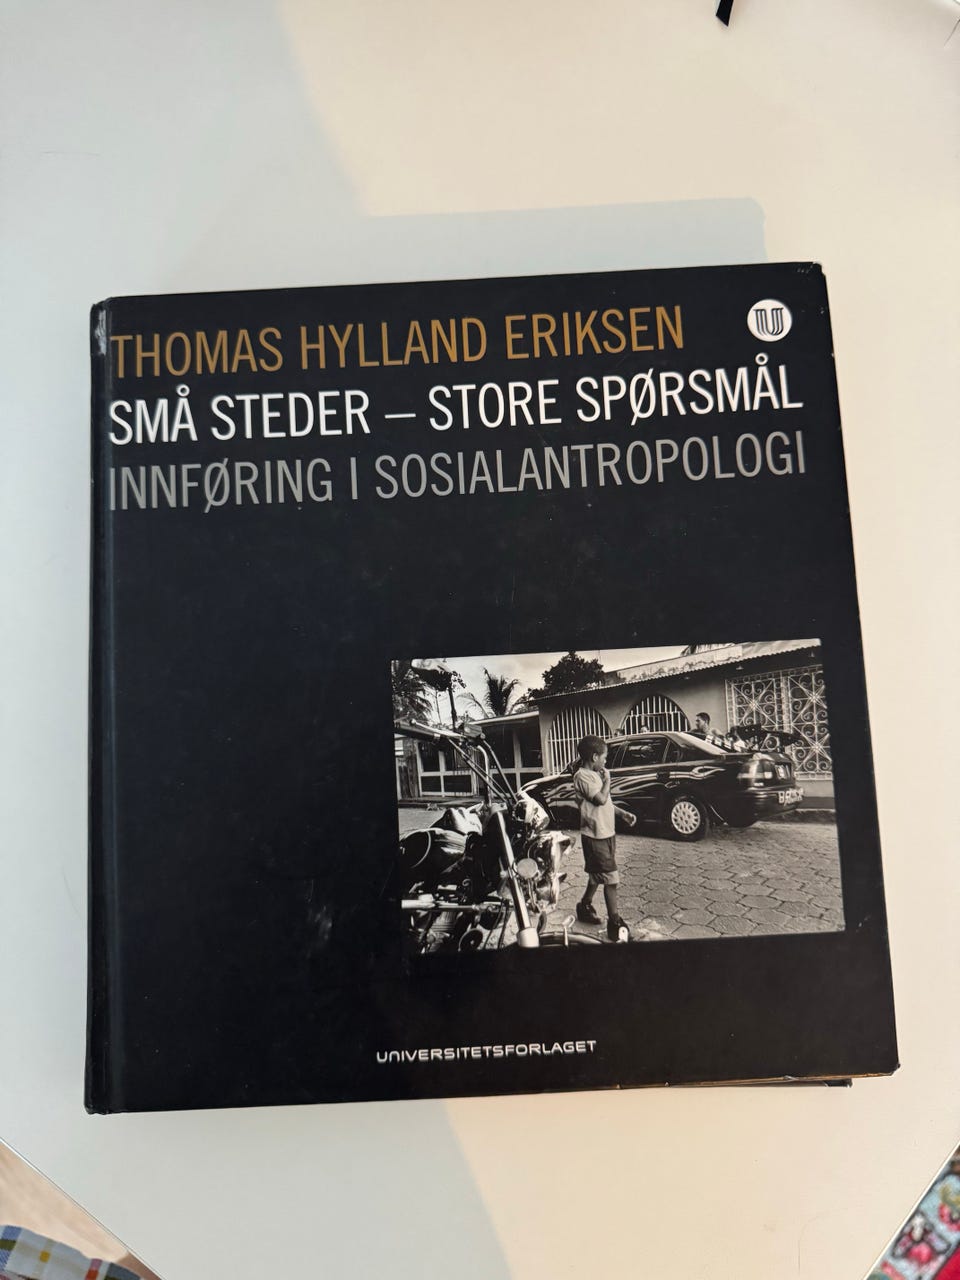 THOMAS HYLLAND ERIKSEN
SMÅ STEDER – STORE SPØRSMÅL
INNFØRING I SOSIALANTROPOLOGI
UNIVERSITETSFORLAGET